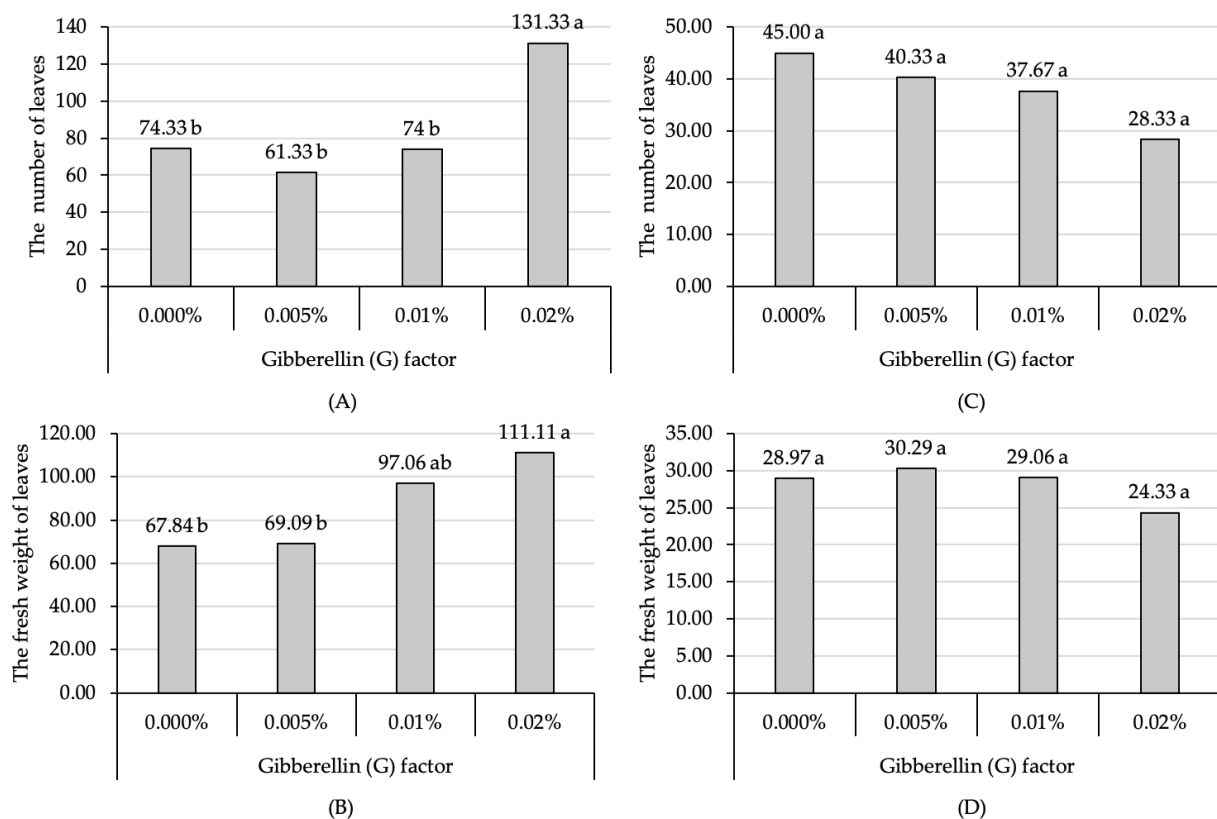 The number of leaves
140
120
100
80
60
40
20
0
74.33 b
61.33 b
74 b
131.33 a
0.000%
0.005%
0.01%
0.02%
Gibberellin (G) factor
(A)
The number of leaves
50.00
40.00
30.00
20.00
10.00
0.00
45.00 a
40.33 a
37.67 a
28.33 a
0.000%
0.005%
0.01%
0.02%
Gibberellin (G) factor
(C)
The fresh weight of leaves
120.00
100.00
80.00
60.00
40.00
20.00
0.00
67.84 b
69.09 b
97.06 ab
111.11 a
0.000%
0.005%
0.01%
0.02%
Gibberellin (G) factor
(B)
The fresh weight of leaves
35.00
30.00
25.00
20.00
15.00
10.00
5.00
0.00
28.97 a
30.29 a
29.06 a
24.33 a
0.000%
0.005%
0.01%
0.02%
Gibberellin (G) factor
(D)